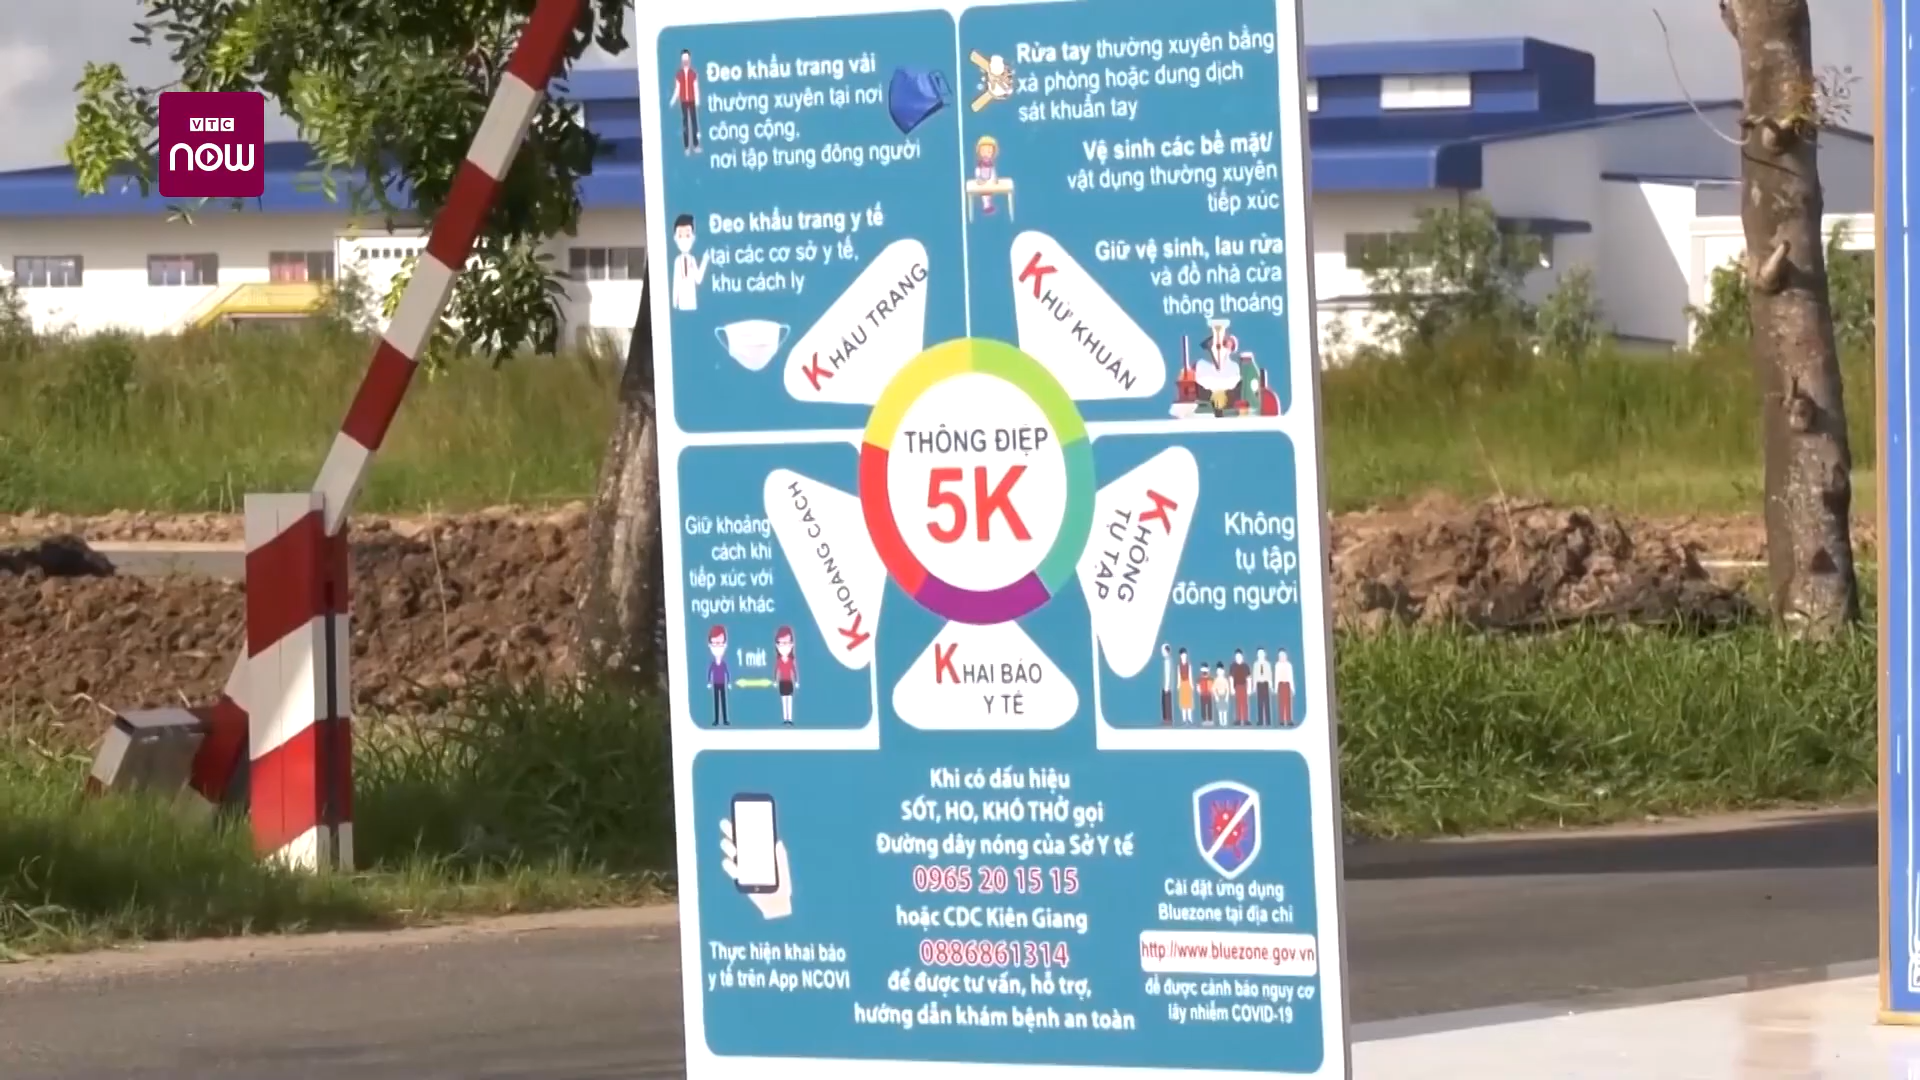 VTC
now
Đeo khẩu trang vải
thường xuyên tại nơi
công cộng,
nơi tập trung đông người
Đeo khẩu trang y tế
tại các cơ sở y tế,
khu cách ly
KHẨU TRANG
Rửa tay thường xuyên bằng
xà phòng hoặc dung dịch
sát khuẩn tay
Vệ sinh các bề mặt/
vật dụng thường xuyên
tiếp xúc
Giữ vệ sinh, lau rửa
và để nhà cửa
thông thoáng
KHỬ KHUẨN
THÔNG ĐIỆP
5K
Giữ khoảng
cách khi
tiếp xúc với
người khác
1 mét
KHOẢNG CÁCH
KHÔNG
TỤ TẬP
Không
tụ tập
đông người
KHAI BÁO
Y TẾ
Thực hiện khai báo
y tế trên App NCOVI
Khi có dấu hiệu
SỐT, HO, KHÓ THỞ gọi
Đường dây nóng của Sở Y tế
0965 20 15 15
hoặc CDC Kiên Giang
0886861314
để được tư vấn, hỗ trợ,
hướng dẫn khám bệnh an toàn
Cài đặt ứng dụng
Bluezone tại địa chỉ
http://www.bluezone.gov.vn
để được cảnh báo nguy cơ
lây nhiễm COVID-19